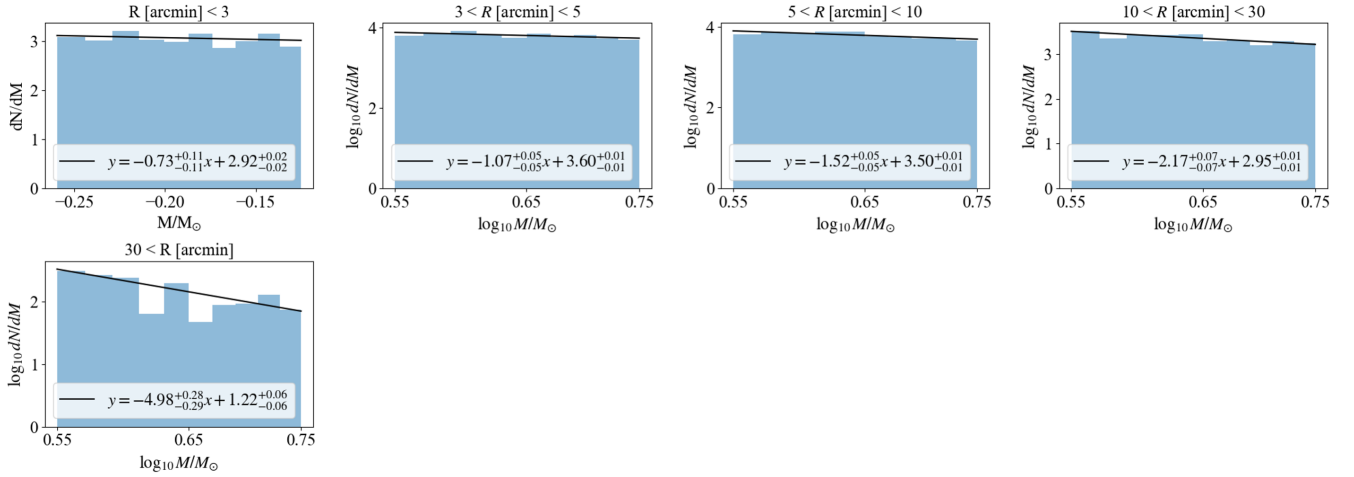 R [arcmin] < 3
dN/dM
3
2
1
0
−0.25 −0.20 −0.15
M/M⊙
y = −0.73^{+0.11}_{−0.11}x + 2.92^{+0.02}_{−0.02}
3 < R [arcmin] < 5
log₁₀ dN/dM
4
2
0
0.55 0.65 0.75
log₁₀ M/M⊙
y = −1.07^{+0.05}_{−0.05}x + 3.60^{+0.01}_{−0.01}
5 < R [arcmin] < 10
log₁₀ dN/dM
4
2
0
0.55 0.65 0.75
log₁₀ M/M⊙
y = −1.52^{+0.05}_{−0.05}x + 3.50^{+0.01}_{−0.01}
10 < R [arcmin] < 30
log₁₀ dN/dM
3
2
1
0
0.55 0.65 0.75
log₁₀ M/M⊙
y = −2.17^{+0.07}_{−0.07}x + 2.95^{+0.01}_{−0.01}
30 < R [arcmin]
log₁₀ dN/dM
2
1
0
0.55 0.65 0.75
log₁₀ M/M⊙
y = −4.98^{+0.28}_{−0.29}x + 1.22^{+0.06}_{−0.06}